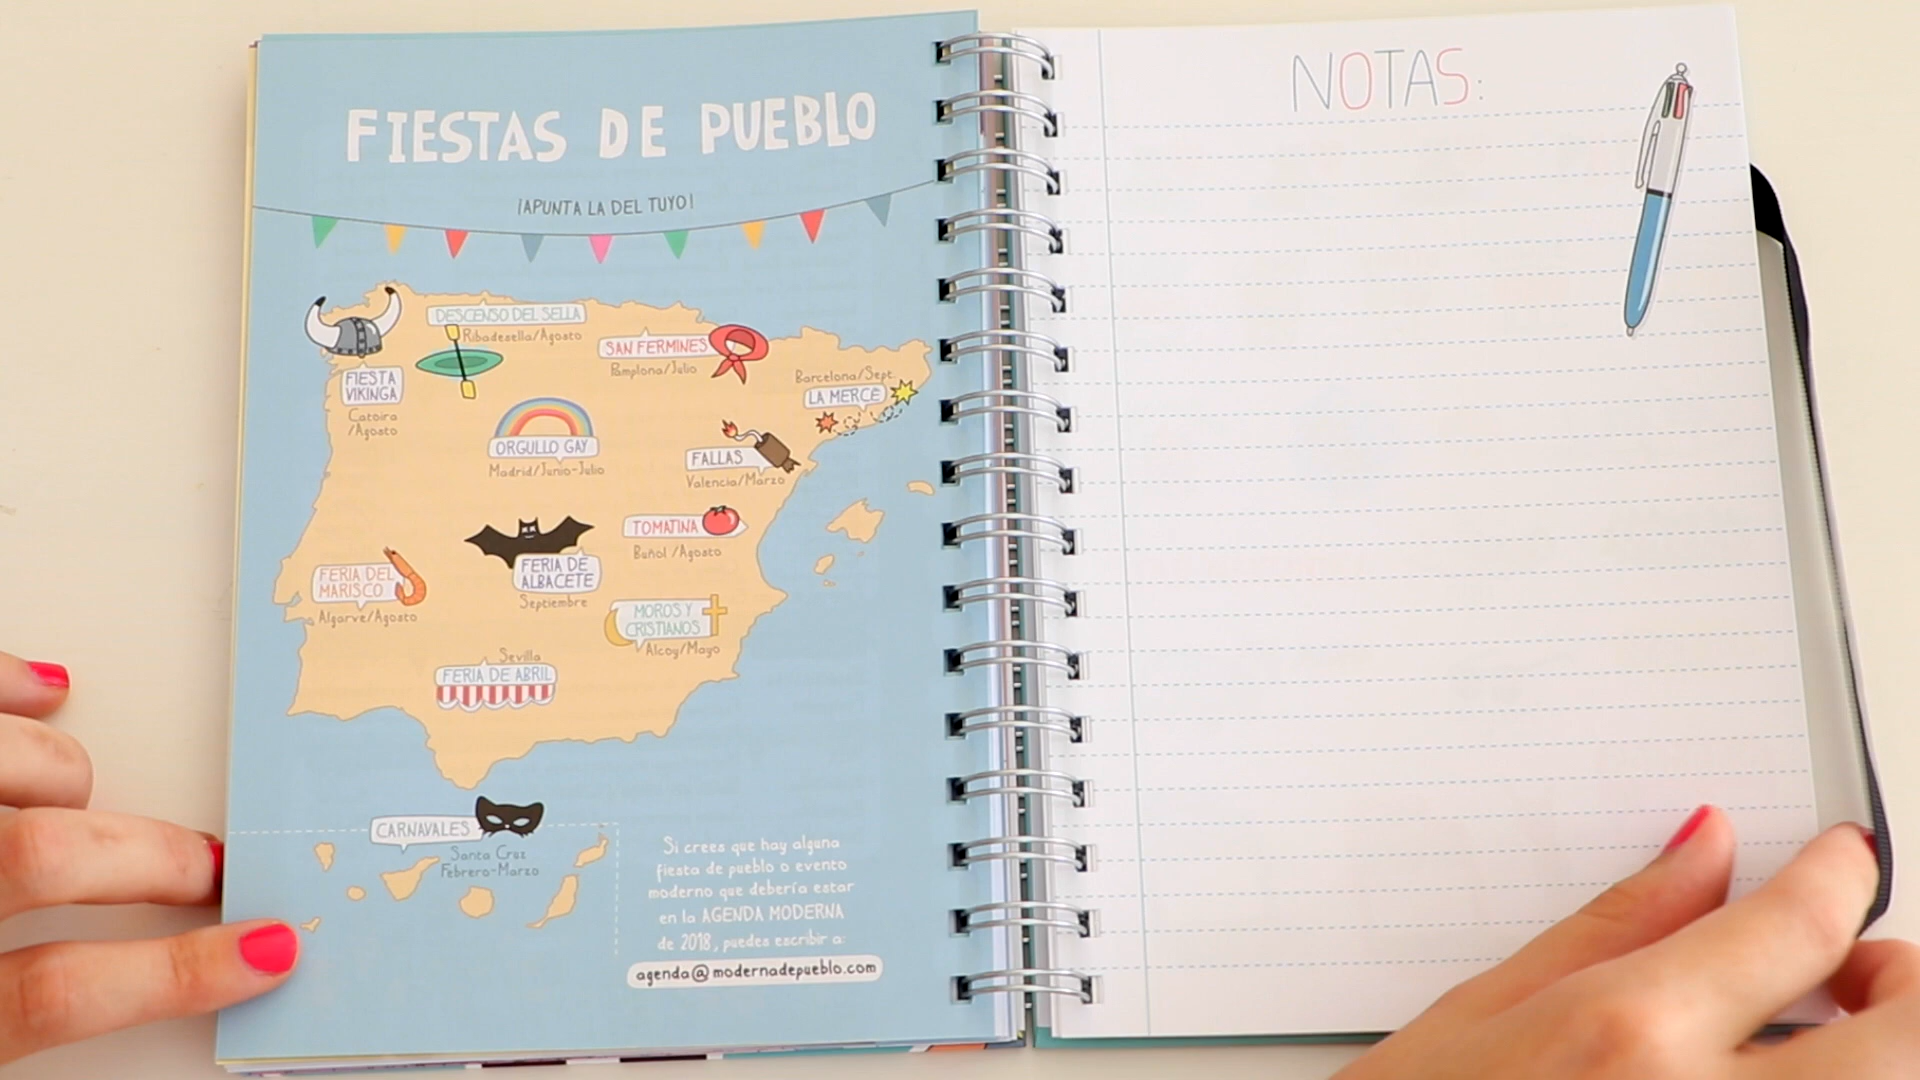 FIESTAS DE PUEBLO
¡APUNTA LA DEL TUYO!
DESCENSO DEL SELLA
Ribadesella/Agosto
SAN FERMINES
Pamplona/Julio
FIESTA
VIKINGA
Catoira
/Agosto
Barcelona/Sept.
LA MERCÈ
ORGULLO GAY
Madrid/Junio-Julio
FALLAS
Valencia/Marzo
TOMATINA
Buñol /Agosto
FERIA DE
ALBACETE
Septiembre
FERIA DEL
MARISCO
Algarve/Agosto
MOROS Y
CRISTIANOS
Alcoy/Mayo
Sevilla
FERIA DE ABRIL
CARNAVALES
Santa Cruz
Febrero-Marzo
Si crees que hay alguna
fiesta de pueblo o evento
moderno que debería estar
en la AGENDA MODERNA
de 2018, puedes escribir a:
agenda@modernadepueblo.com
NOTAS: